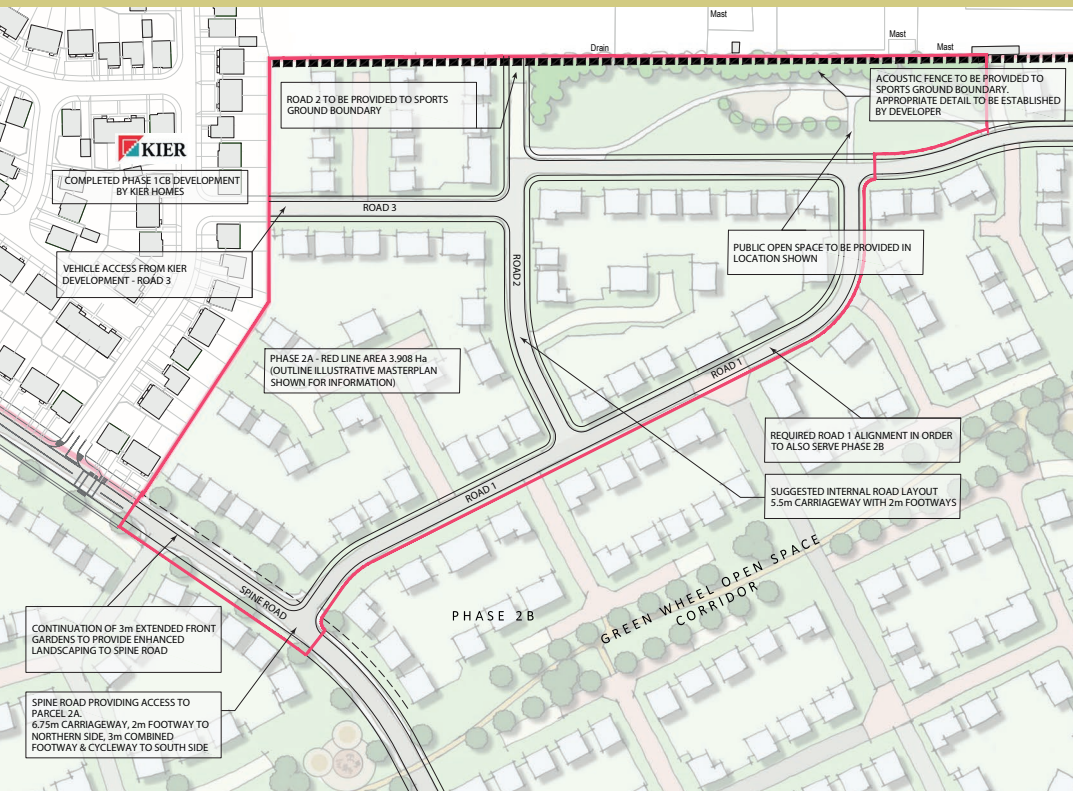 Mast
Mast
Drain
Mast
ACOUSTIC FENCE TO BE PROVIDED TO
SPORTS GROUND BOUNDARY.
APPROPRIATE DETAIL TO BE ESTABLISHED
BY DEVELOPER
ROAD 2 TO BE PROVIDED TO SPORTS
GROUND BOUNDARY
KIER
COMPLETED PHASE 1CB DEVELOPMENT
BY KIER HOMES
ROAD 3
VEHICLE ACCESS FROM KIER
DEVELOPMENT - ROAD 3
ROAD 2
PUBLIC OPEN SPACE TO BE PROVIDED IN
LOCATION SHOWN
PHASE 2A - RED LINE AREA 3.908 Ha
(OUTLINE ILLUSTRATIVE MASTERPLAN
SHOWN FOR INFORMATION)
ROAD 1
REQUIRED ROAD 1 ALIGNMENT IN ORDER
TO ALSO SERVE PHASE 2B
ROAD 1
SUGGESTED INTERNAL ROAD LAYOUT
5.5m CARRIAGEWAY WITH 2m FOOTWAYS
SPINE ROAD
PHASE 2B
GREEN WHEEL OPEN SPACE
CORRIDOR
CONTINUATION OF 3m EXTENDED FRONT
GARDENS TO PROVIDE ENHANCED
LANDSCAPING TO SPINE ROAD
SPINE ROAD PROVIDING ACCESS TO
PARCEL 2A.
6.75m CARRIAGEWAY, 2m FOOTWAY TO
NORTHERN SIDE, 3m COMBINED
FOOTWAY & CYCLEWAY TO SOUTH SIDE